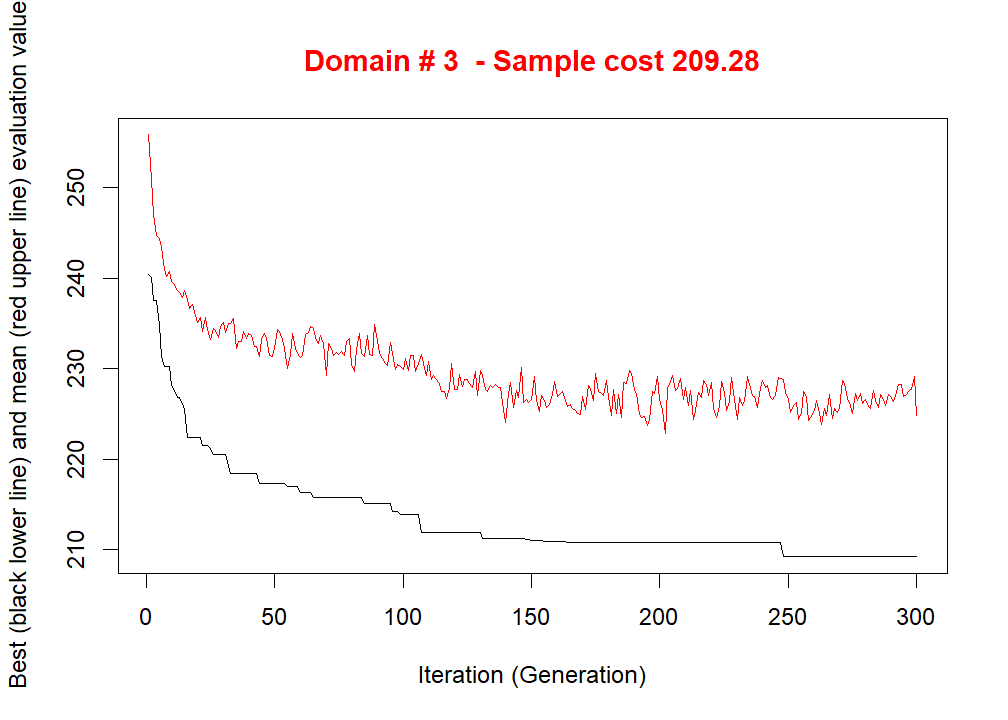 Domain # 3  - Sample cost 209.28
Best (black lower line) and mean (red upper line) evaluation value
250
240
230
220
210
0 50 100 150 200 250 300
Iteration (Generation)